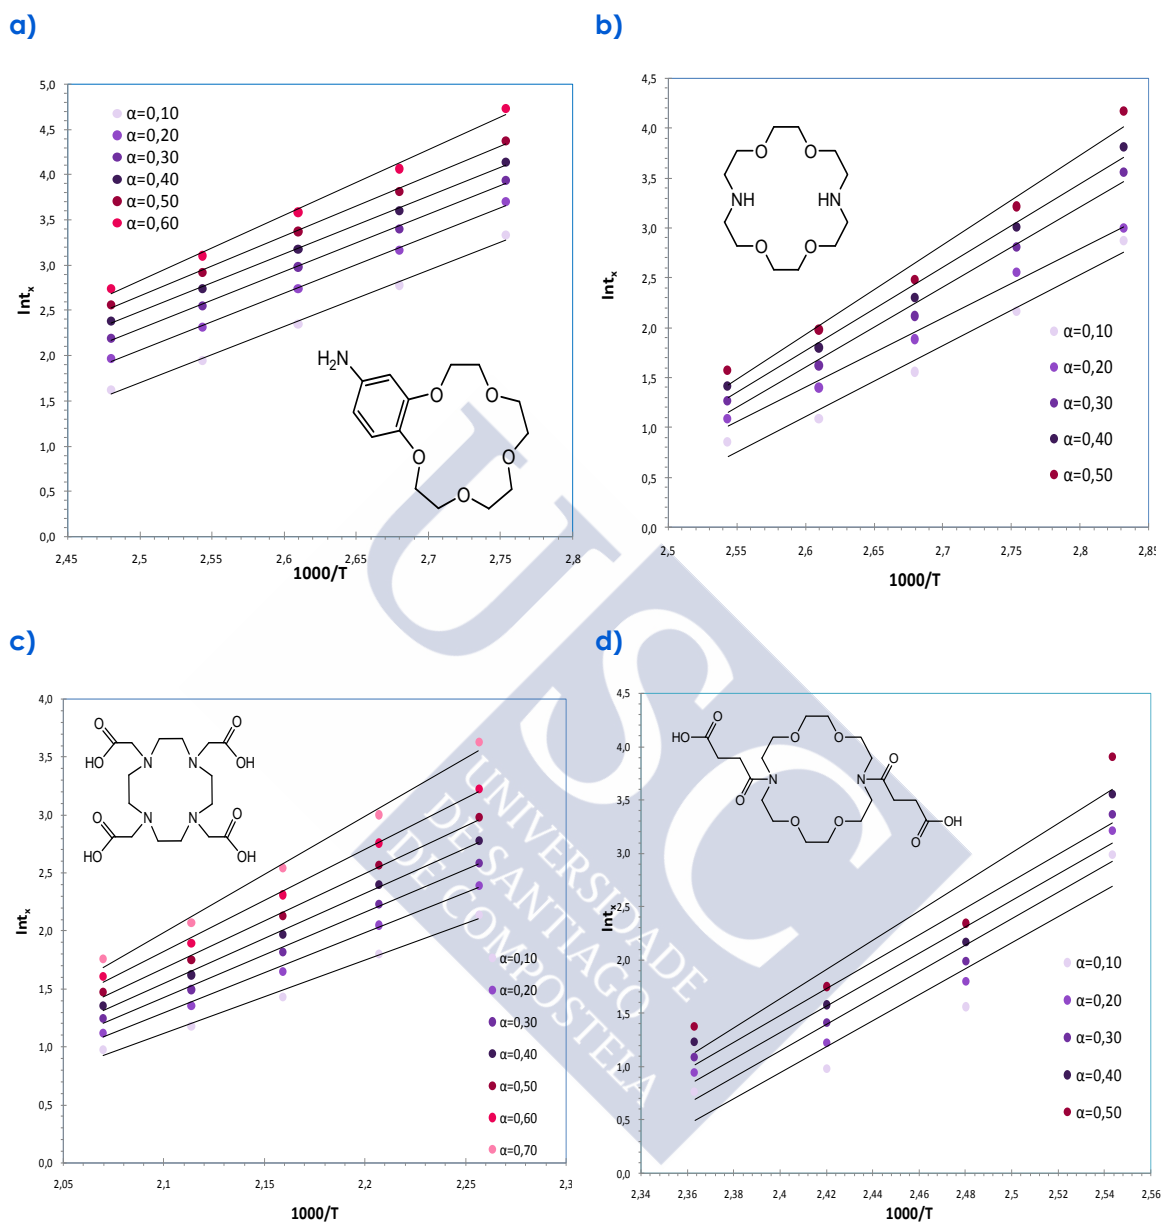 a)
5,0
4,5
4,0
3,5
3,0
2,5
2,0
1,5
1,0
0,5
0,0
2,45
2,5
2,55
2,6
2,65
2,7
2,75
2,8
1000/T
Int_x
α=0,10
α=0,20
α=0,30
α=0,40
α=0,50
α=0,60
H₂N
O
O
O
O
O
O
b)
4,5
4,0
3,5
3,0
2,5
2,0
1,5
1,0
0,5
0,0
2,5
2,55
2,6
2,65
2,7
2,75
2,8
2,85
1000/T
Int_x
O
O
NH
HN
O
O
α=0,10
α=0,20
α=0,30
α=0,40
α=0,50
c)
4,0
3,5
3,0
2,5
2,0
1,5
1,0
0,5
0,0
2,05
2,1
2,15
2,2
2,25
2,3
1000/T
Int_x
O
O
HO
OH
N
N
N
N
O
O
HO
OH
α=0,10
α=0,20
α=0,30
α=0,40
α=0,50
α=0,60
α=0,70
d)
4,5
4,0
3,5
3,0
2,5
2,0
1,5
1,0
0,5
0,0
2,34
2,36
2,38
2,4
2,42
2,44
2,46
2,48
2,5
2,52
2,54
2,56
1000/T
Int_x
O
HO
O
O
O
N
N
O
O
O
OH
O
O
α=0,10
α=0,20
α=0,30
α=0,40
α=0,50
USC
UNIVERSIDADE
DE SANTIAGO
DE COMPOSTELA